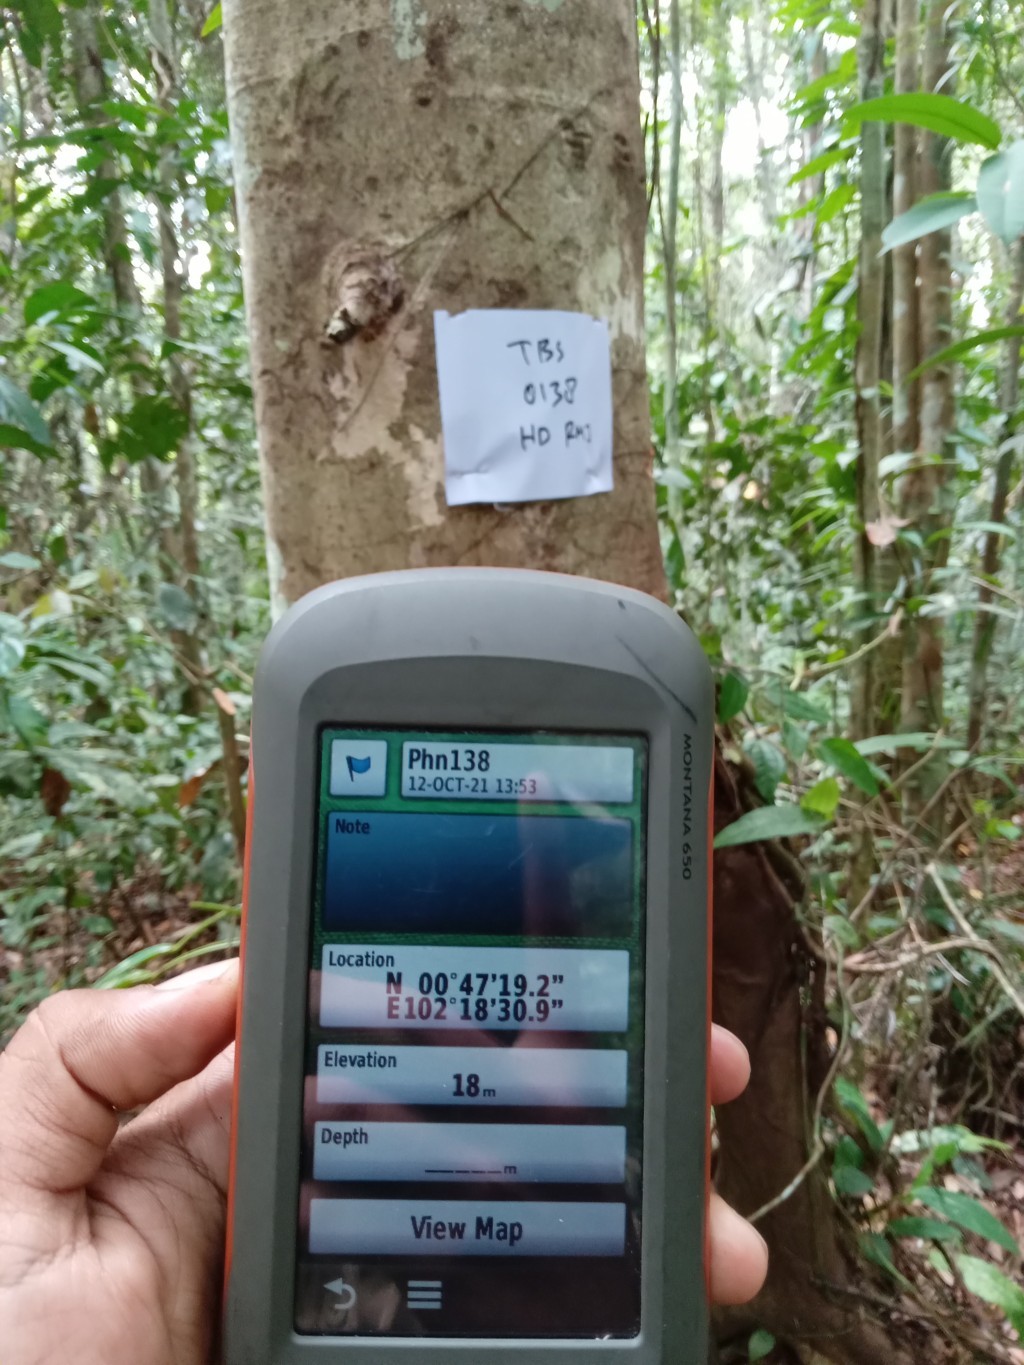 TBS
0138
HD RMJ
MONTANA 650
Phn138
12-OCT-21 13:53
Note
Location
N 00°47'19.2"
E102°18'30.9"
Elevation
18m
Depth
____m
View Map